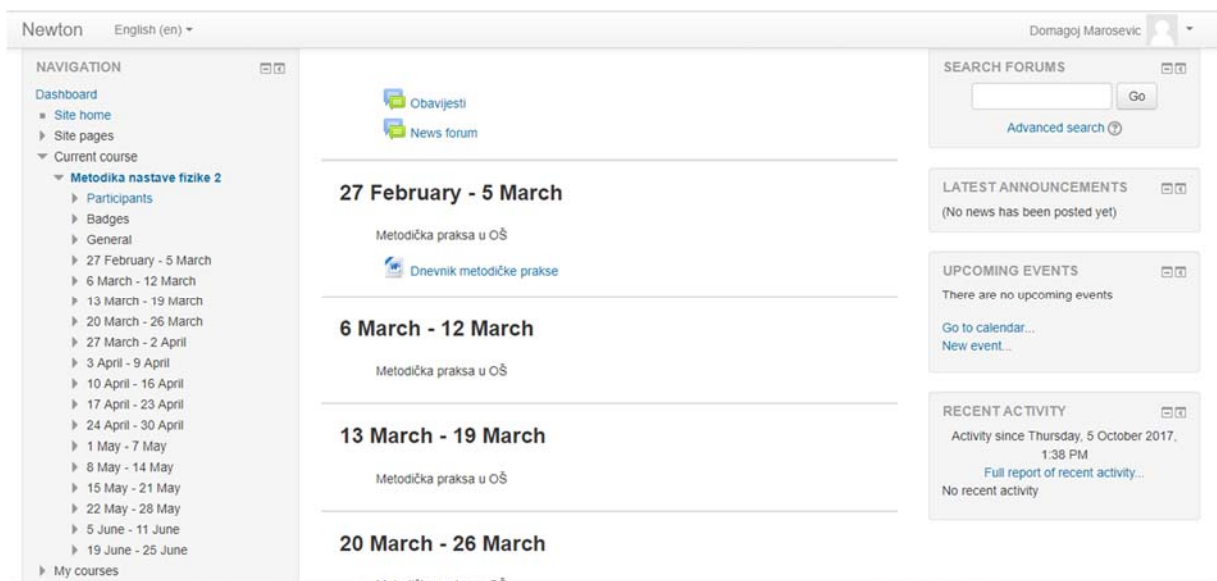 Newton English (en)
Domagoj Marosevic
NAVIGATION
Dashboard
Site home
Site pages
Current course
Metodika nastave fizike 2
Participants
Badges
General
27 February - 5 March
6 March - 12 March
13 March - 19 March
20 March - 26 March
27 March - 2 April
3 April - 9 April
10 April - 16 April
17 April - 23 April
24 April - 30 April
1 May - 7 May
8 May - 14 May
15 May - 21 May
22 May - 28 May
5 June - 11 June
19 June - 25 June
My courses
Obavijesti
News forum
27 February - 5 March
Metodička praksa u OŠ
Dnevnik metodičke prakse
6 March - 12 March
Metodička praksa u OŠ
13 March - 19 March
Metodička praksa u OŠ
20 March - 26 March
SEARCH FORUMS
Go
Advanced search
LATEST ANNOUNCEMENTS
(No news has been posted yet)
UPCOMING EVENTS
There are no upcoming events
Go to calendar...
New event...
RECENT ACTIVITY
Activity since Thursday, 5 October 2017,
1:38 PM
Full report of recent activity...
No recent activity